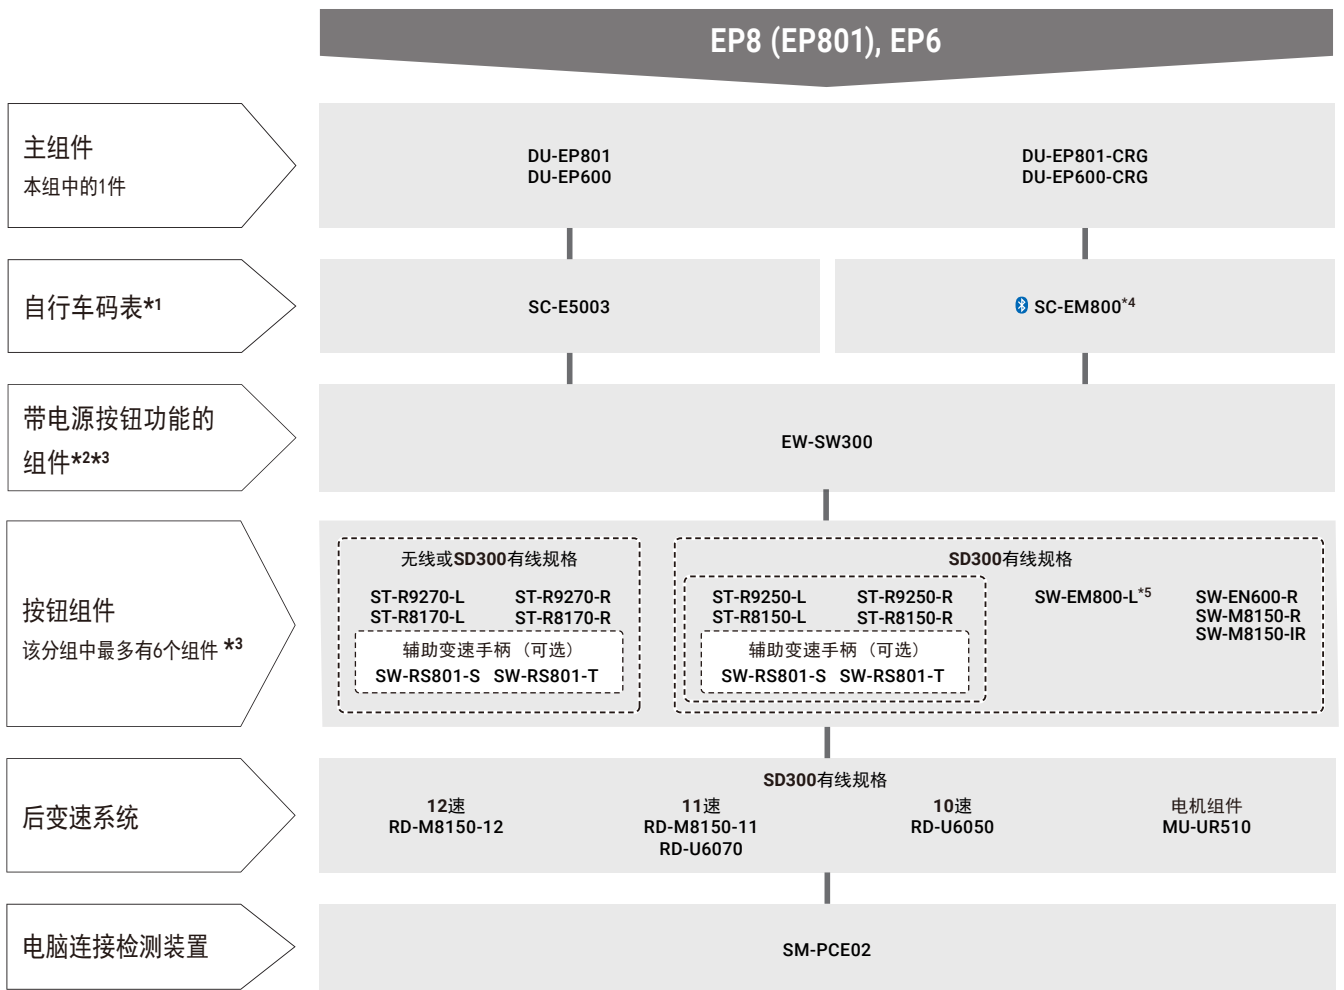 EP8 (EP801), EP6
主组件
本组中的1件
DU-EP801
DU-EP600
DU-EP801-CRG
DU-EP600-CRG
自行车码表*1
SC-E5003
SC-EM800*4
带电源按钮功能的
组件*2*3
EW-SW300
按钮组件
该分组中最多有6个组件 *3
无线或SD300有线规格
ST-R9270-L ST-R9270-R
ST-R8170-L ST-R8170-R
辅助变速手柄（可选）
SW-RS801-S SW-RS801-T
SD300有线规格
ST-R9250-L ST-R9250-R
ST-R8150-L ST-R8150-R
辅助变速手柄（可选）
SW-RS801-S SW-RS801-T
SW-EM800-L*5
SW-EN600-R
SW-M8150-R
SW-M8150-IR
后变速系统
SD300有线规格
12速
RD-M8150-12
11速
RD-M8150-11
RD-U6070
10速
RD-U6050
电机组件
MU-UR510
电脑连接检测装置
SM-PCE02